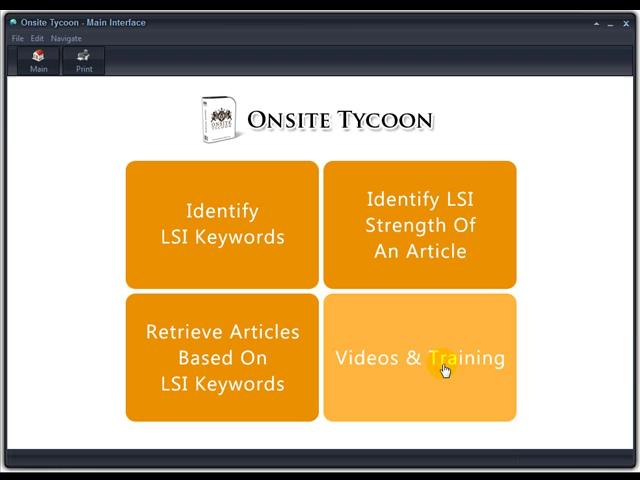 Onsite Tycoon - Main Interface
File Edit Navigate
Main Print
ONSITE TYCOON
Identify
LSI Keywords
Identify LSI
Strength Of
An Article
Retrieve Articles
Based On
LSI Keywords
Videos & Training